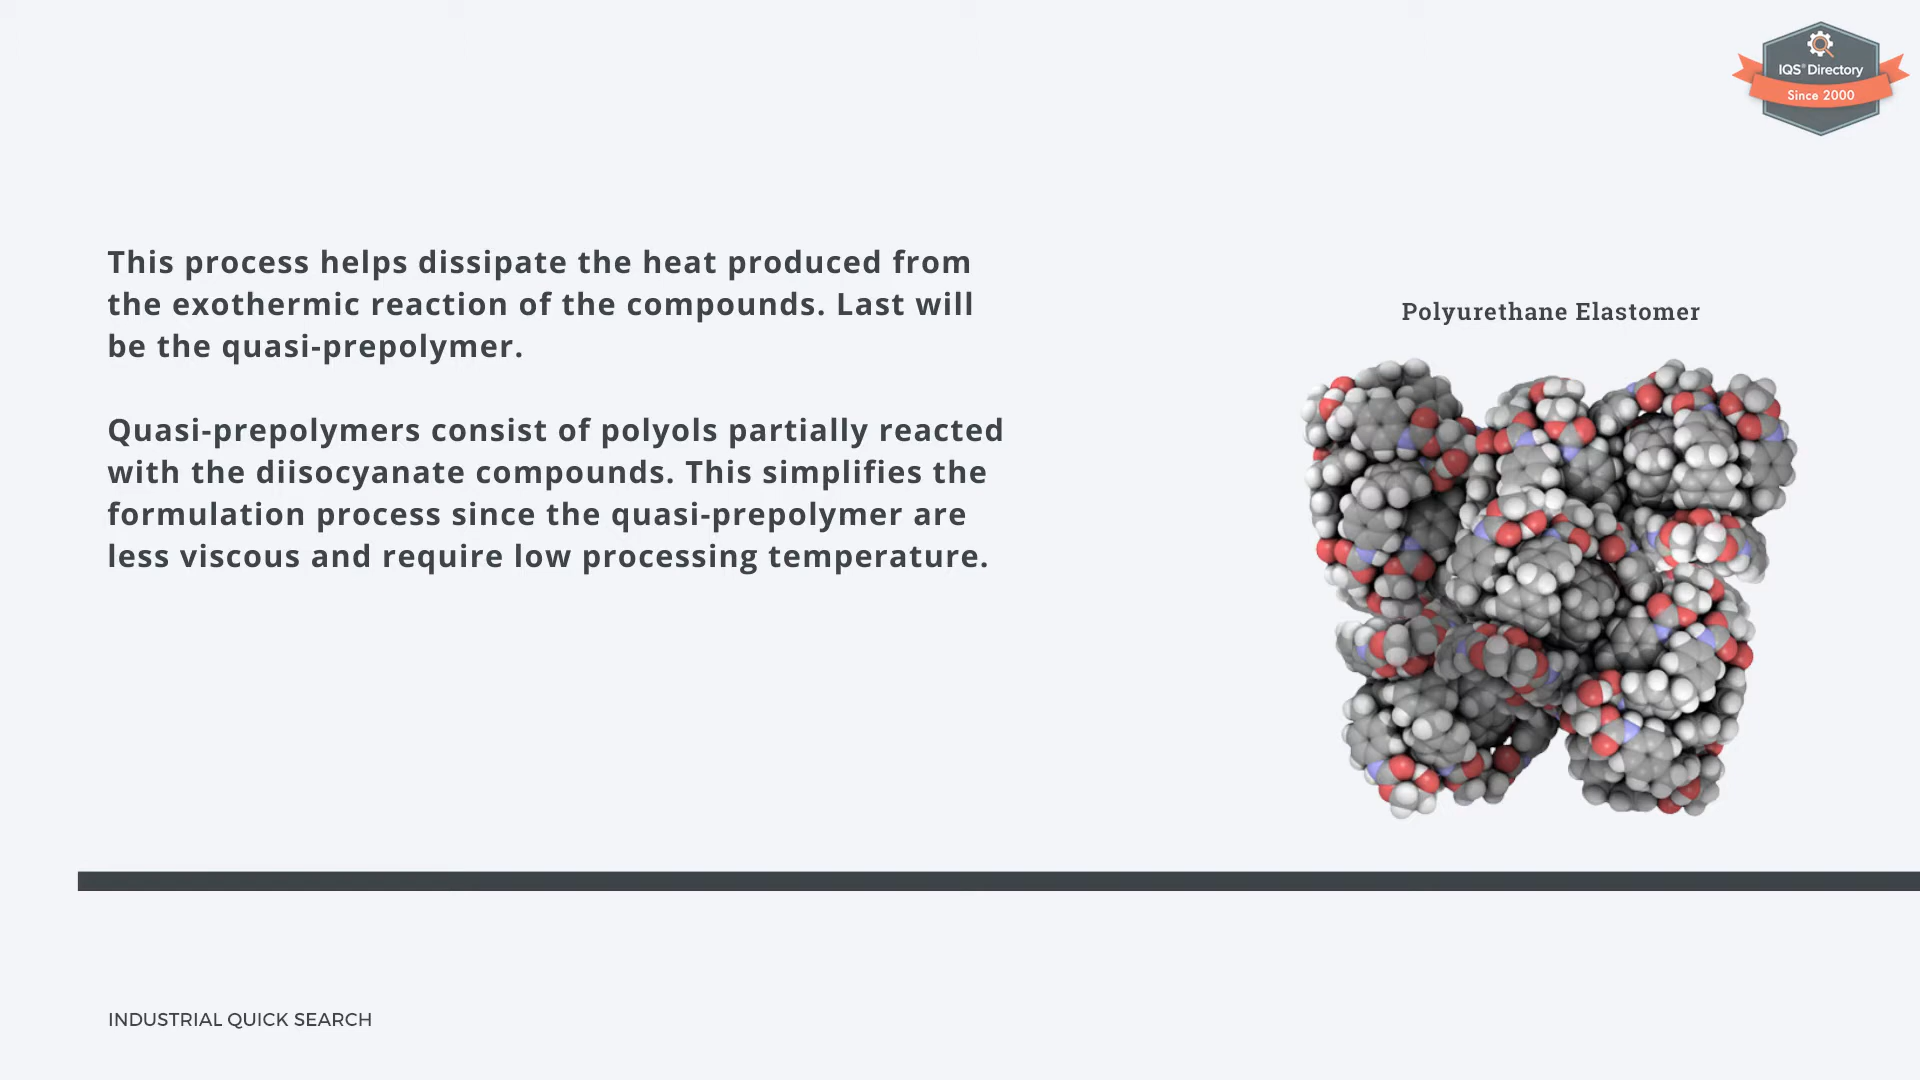 IQS® Directory
Since 2000
This process helps dissipate the heat produced from
the exothermic reaction of the compounds. Last will
be the quasi-prepolymer.
Quasi-prepolymers consist of polyols partially reacted
with the diisocyanate compounds. This simplifies the
formulation process since the quasi-prepolymer are
less viscous and require low processing temperature.
Polyurethane Elastomer
INDUSTRIAL QUICK SEARCH